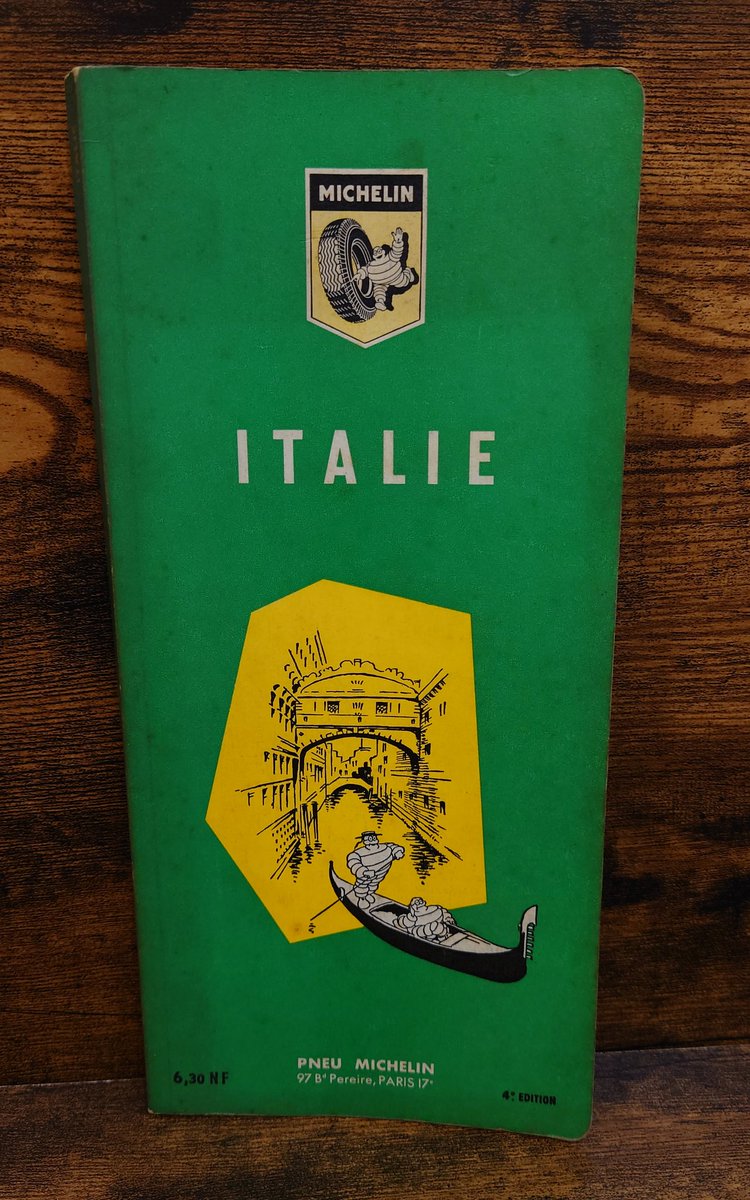 MICHELIN
ITALIE
PNEU MICHELIN
97 Bᵈ Pereire, PARIS 17ᵉ
6,30 NF
4ᵉ EDITION